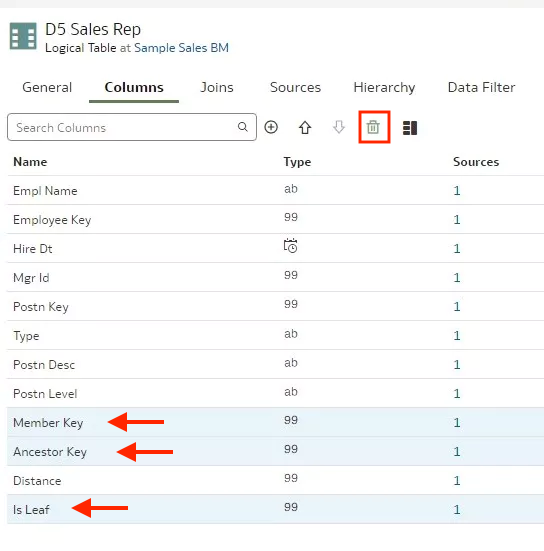 D5 Sales Rep
Logical Table at Sample Sales BM
General Columns Joins Sources Hierarchy Data Filter
Search Columns
Name Type Sources
Empl Name ab 1
Employee Key 99 1
Hire Dt 1
Mgr Id 99 1
Postn Key 99 1
Type ab 1
Postn Desc ab 1
Postn Level ab 1
Member Key 99 1
Ancestor Key 99 1
Distance 99 1
Is Leaf 99 1